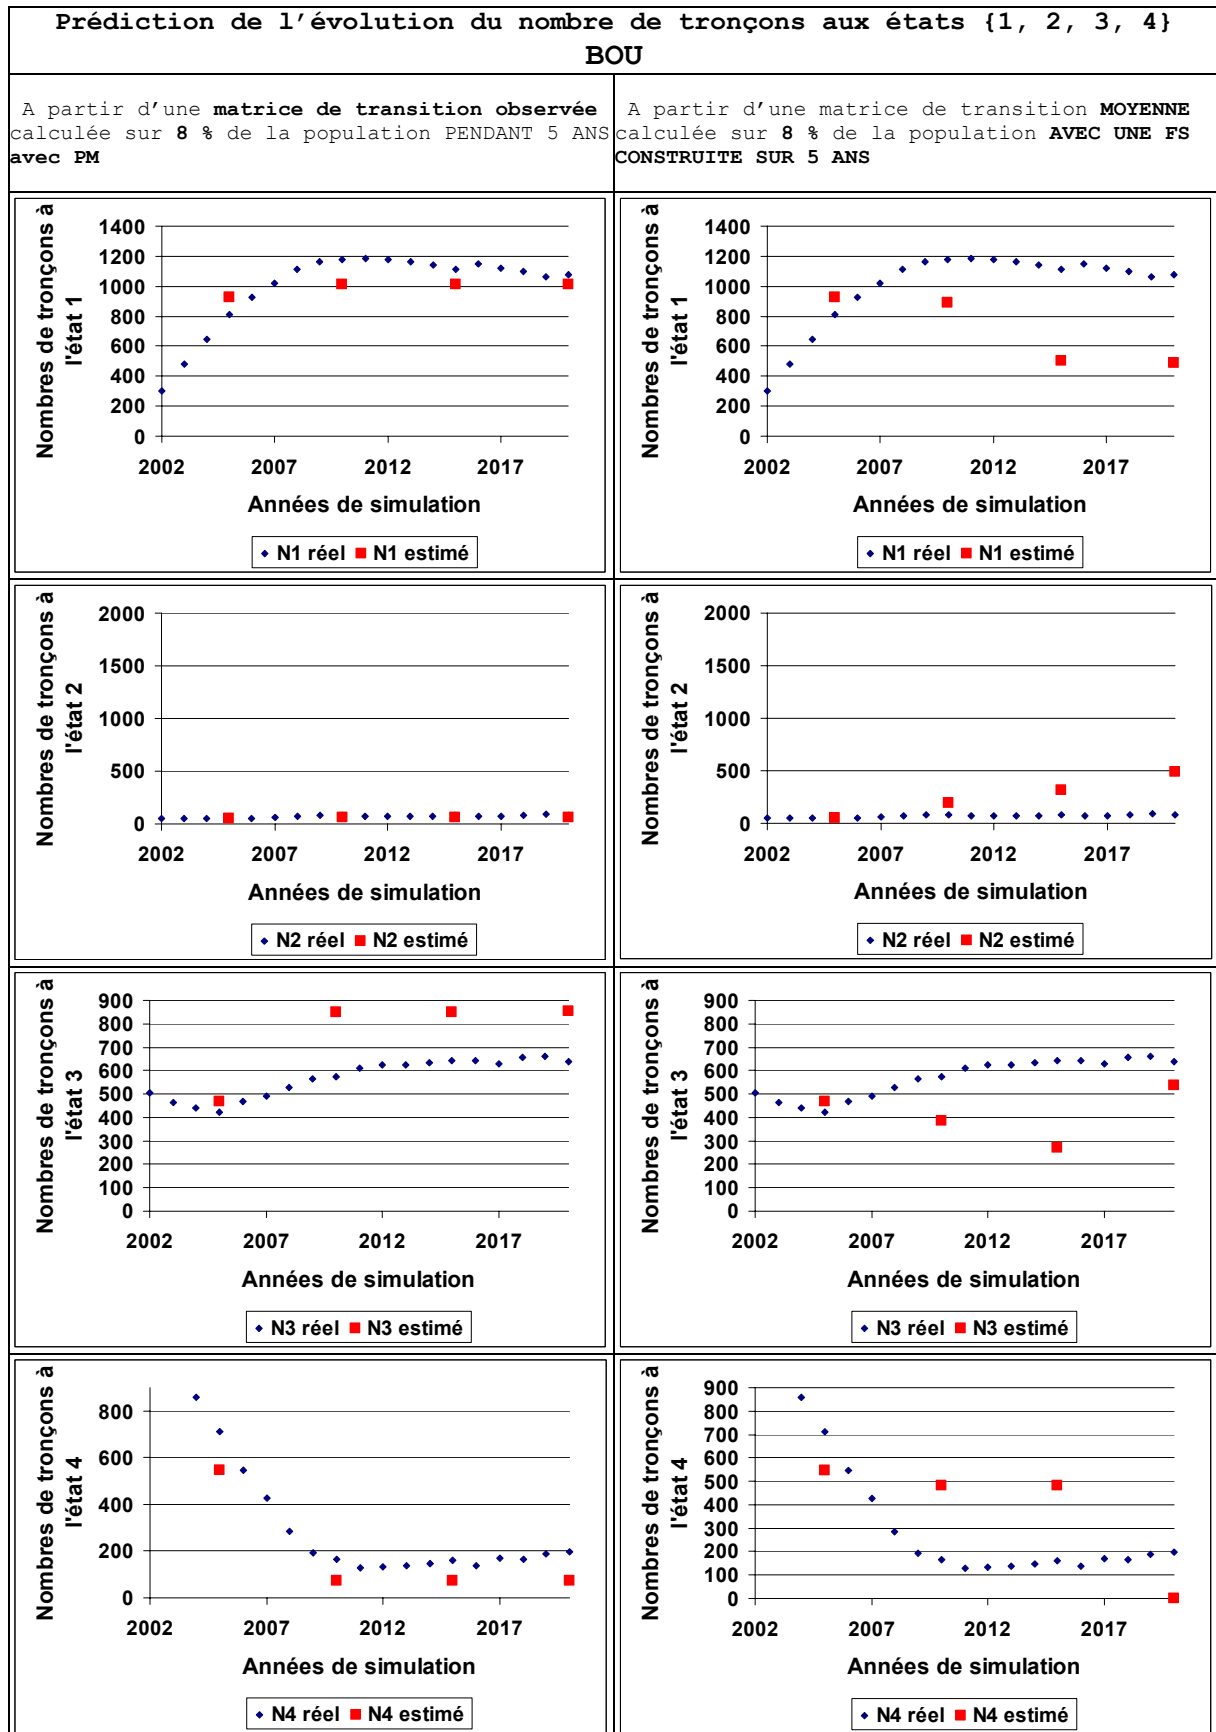 Prédiction de l'évolution du nombre de tronçons aux états {1, 2, 3, 4}
BOU
A partir d'une matrice de transition observée
calculée sur 8 % de la population PENDANT 5 ANS
avec PM
A partir d'une matrice de transition MOYENNE
calculée sur 8 % de la population AVEC UNE FS
CONSTRUITE SUR 5 ANS
Nombres de tronçons à
l'état 1
1400
1200
1000
800
600
400
200
0
2002 2007 2012 2017
Années de simulation
N1 réel N1 estimé
Nombres de tronçons à
l'état 1
1400
1200
1000
800
600
400
200
0
2002 2007 2012 2017
Années de simulation
N1 réel N1 estimé
Nombres de tronçons à
l'état 2
2000
1500
1000
500
0
2002 2007 2012 2017
Années de simulation
N2 réel N2 estimé
Nombres de tronçons à
l'état 2
2000
1500
1000
500
0
2002 2007 2012 2017
Années de simulation
N2 réel N2 estimé
Nombres de tronçons à
l'état 3
900
800
700
600
500
400
300
200
100
0
2002 2007 2012 2017
Années de simulation
N3 réel N3 estimé
Nombres de tronçons à
l'état 3
900
800
700
600
500
400
300
200
100
0
2002 2007 2012 2017
Années de simulation
N3 réel N3 estimé
Nombres de tronçons à
l'état 4
800
600
400
200
0
2002 2007 2012 2017
Années de simulation
N4 réel N4 estimé
Nombres de tronçons à
l'état 4
900
800
700
600
500
400
300
200
100
0
2002 2007 2012 2017
Années de simulation
N4 réel N4 estimé